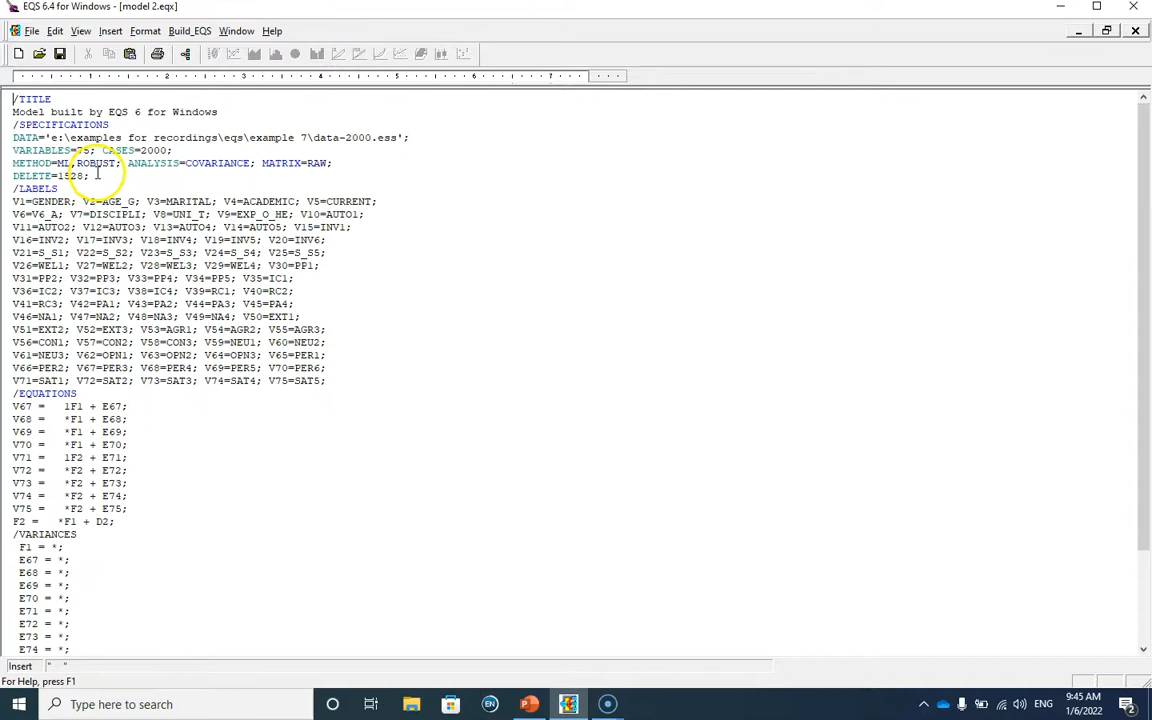 EQS 6.4 for Windows - [model 2.eqx]
File Edit View Insert Format Build_EQS Window Help
1 2 3 4 5 6 7
/TITLE
Model built by EQS 6 for Windows
/SPECIFICATIONS
DATA='e:\examples for recordings\eqs\example 7\data-2000.ess';
VARIABLES=75; CASES=2000;
METHOD=ML,ROBUST; ANALYSIS=COVARIANCE; MATRIX=RAW;
DELETE=1528;
/LABELS
V1=GENDER; V2=AGE_G; V3=MARITAL; V4=ACADEMIC; V5=CURRENT;
V6=V6_A; V7=DISCIPLI; V8=UNI_T; V9=EXP_O_HE; V10=AUTO1;
V11=AUTO2; V12=AUTO3; V13=AUTO4; V14=AUTO5; V15=INV1;
V16=INV2; V17=INV3; V18=INV4; V19=INV5; V20=INV6;
V21=S_S1; V22=S_S2; V23=S_S3; V24=S_S4; V25=S_S5;
V26=WEL1; V27=WEL2; V28=WEL3; V29=WEL4; V30=PP1;
V31=PP2; V32=PP3; V33=PP4; V34=PP5; V35=IC1;
V36=IC2; V37=IC3; V38=IC4; V39=RC1; V40=RC2;
V41=RC3; V42=PA1; V43=PA2; V44=PA3; V45=PA4;
V46=NA1; V47=NA2; V48=NA3; V49=NA4; V50=EXT1;
V51=EXT2; V52=EXT3; V53=AGR1; V54=AGR2; V55=AGR3;
V56=CON1; V57=CON2; V58=CON3; V59=NEU1; V60=NEU2;
V61=NEU3; V62=OPN1; V63=OPN2; V64=OPN3; V65=PER1;
V66=PER2; V67=PER3; V68=PER4; V69=PER5; V70=PER6;
V71=SAT1; V72=SAT2; V73=SAT3; V74=SAT4; V75=SAT5;
/EQUATIONS
V67 = 1F1 + E67;
V68 = *F1 + E68;
V69 = *F1 + E69;
V70 = *F1 + E70;
V71 = 1F2 + E71;
V72 = *F2 + E72;
V73 = *F2 + E73;
V74 = *F2 + E74;
V75 = *F2 + E75;
F2 = *F1 + D2;
/VARIANCES
F1 = *;
E67 = *;
E68 = *;
E69 = *;
E70 = *;
E71 = *;
E72 = *;
E73 = *;
E74 = *;
Insert " "
For Help, press F1
Type here to search
ENG
9:45 AM
1/6/2022
2